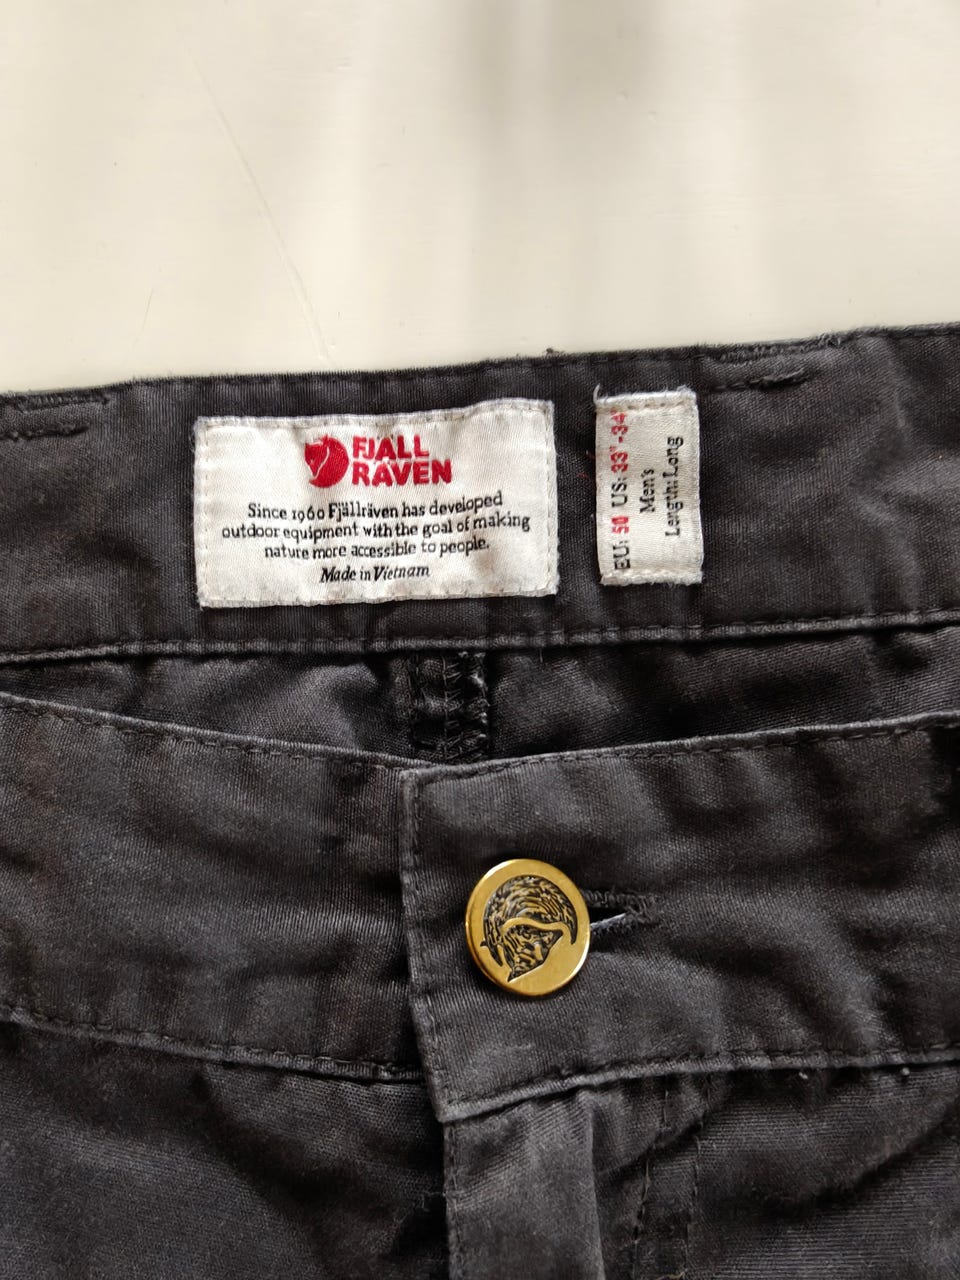 FJÄLL
RÄVEN
Since 1960 Fjällräven has developed
outdoor equipment with the goal of making
nature more accessible to people.
Made in Vietnam
EU: 50 US: 33"-34
Men's
Length: Long